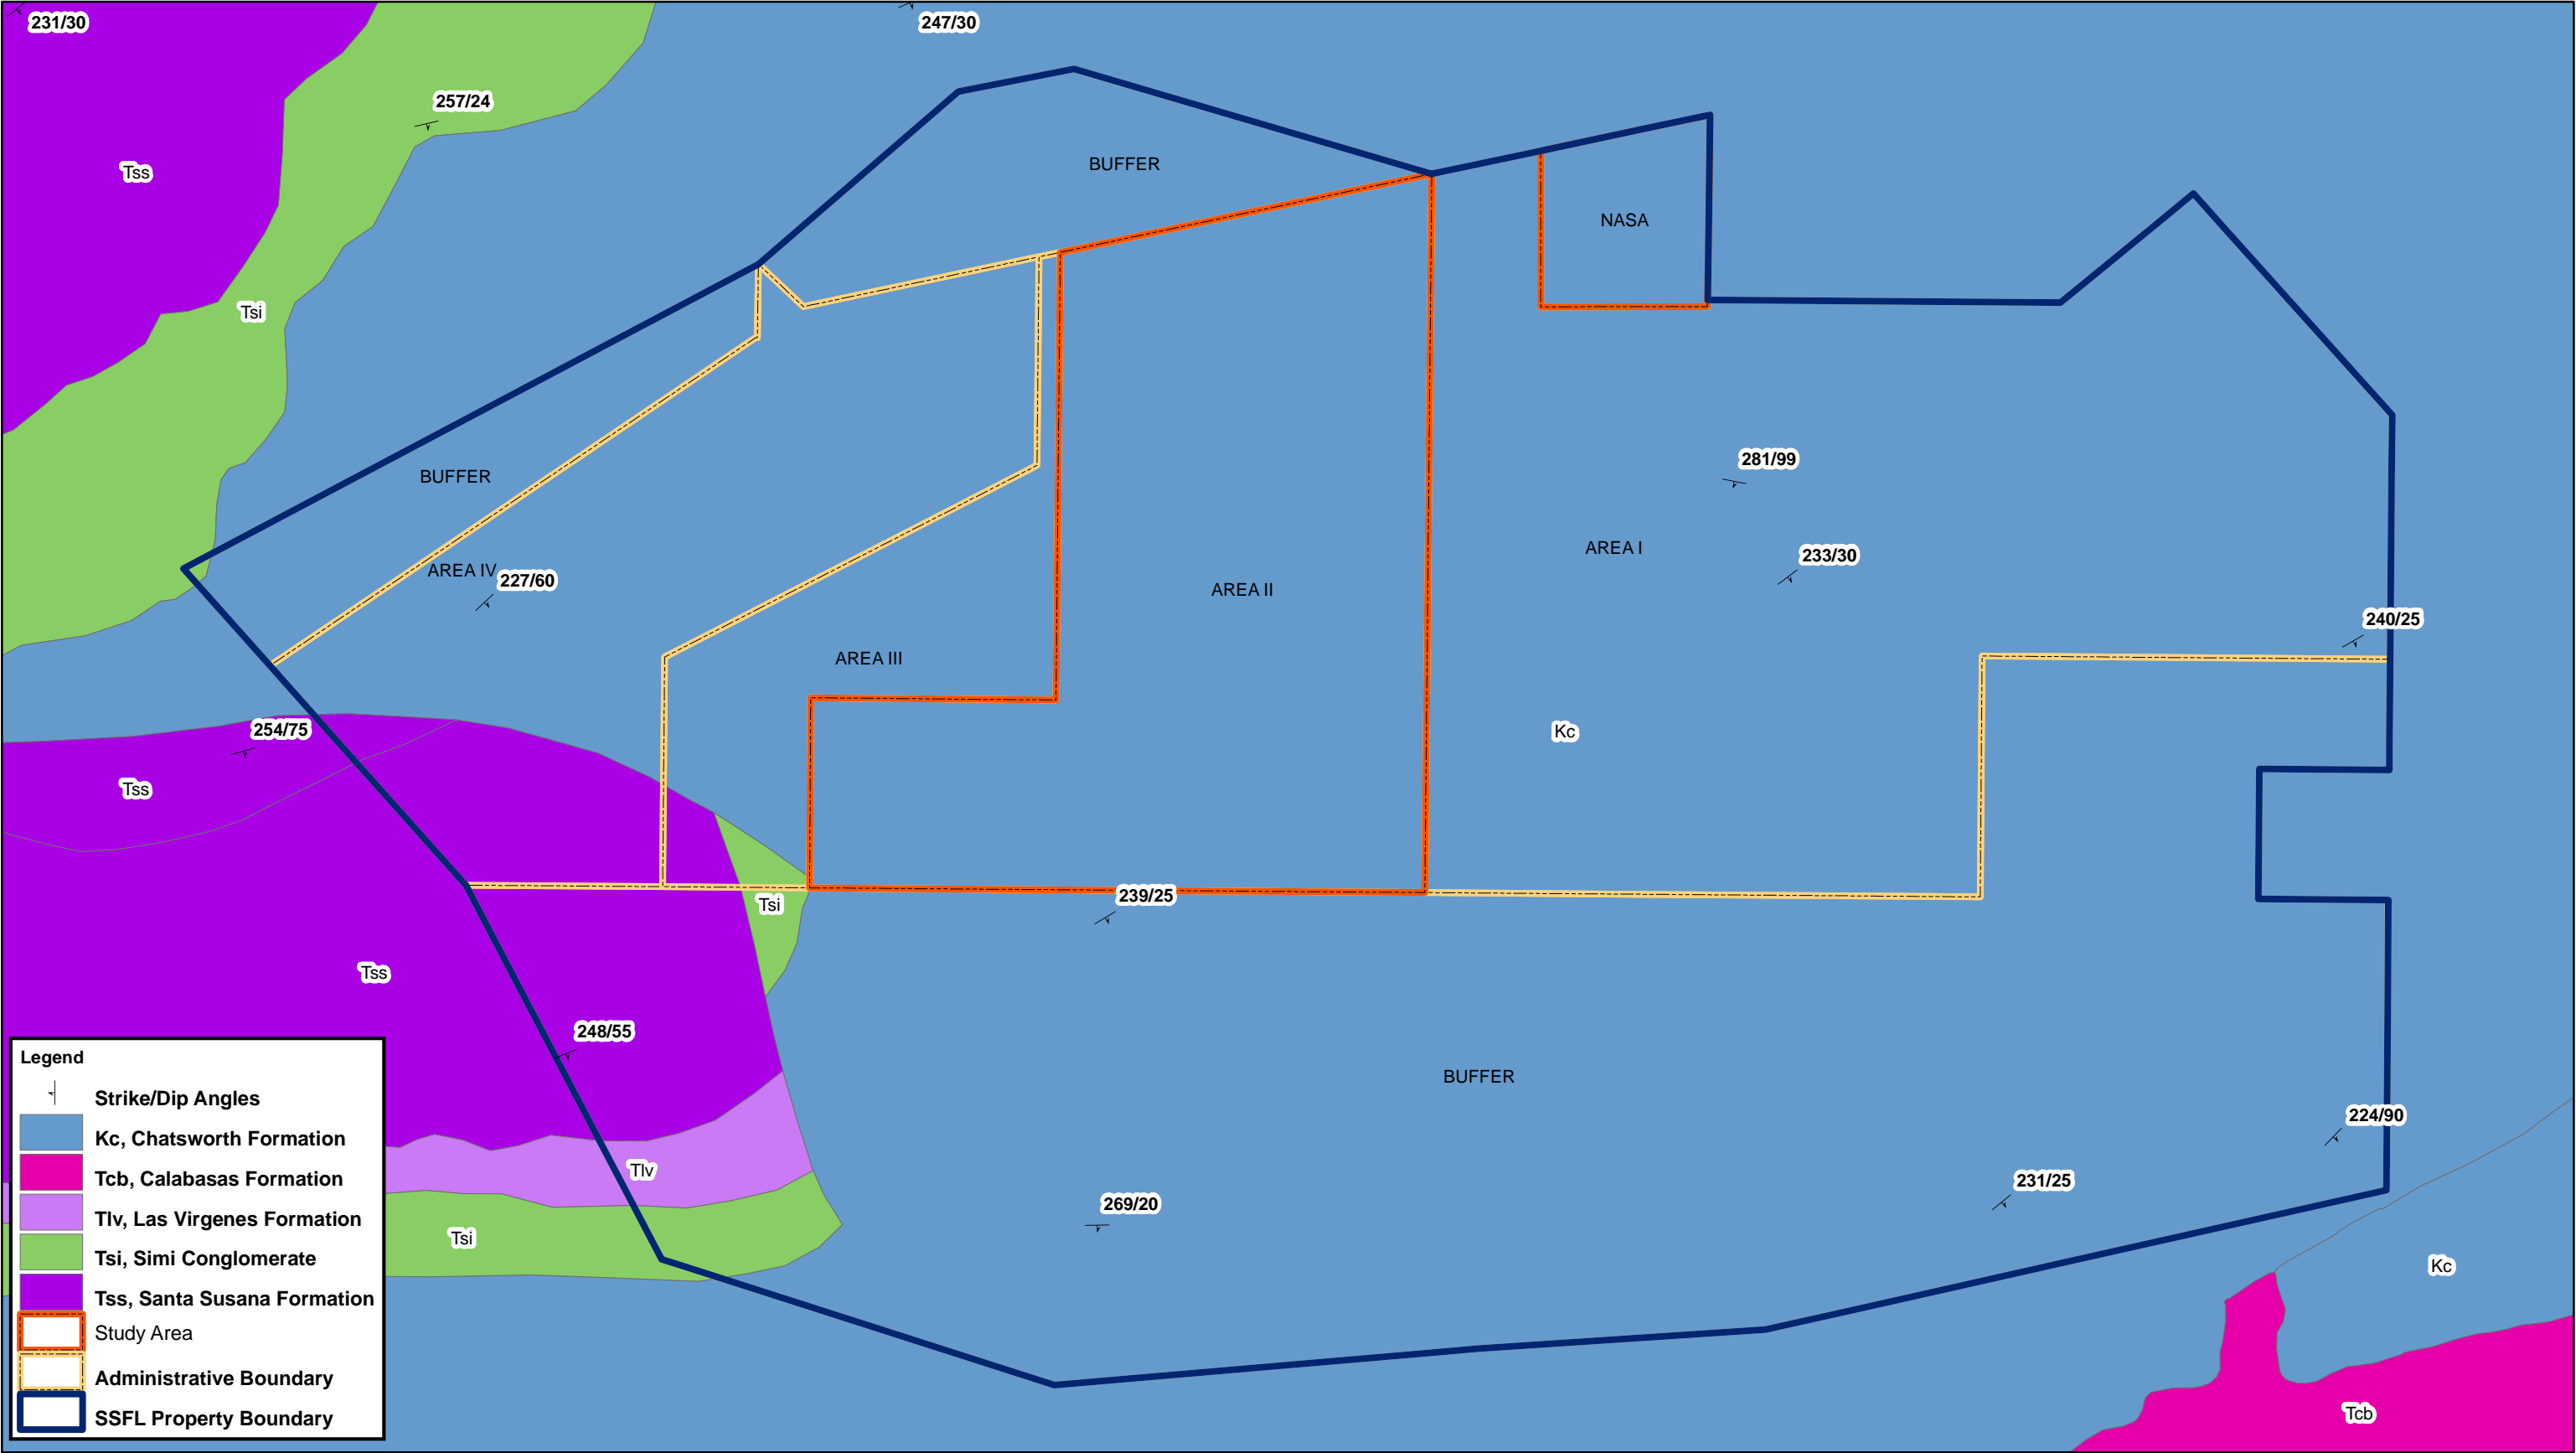 231/30
247/30
257/24
BUFFER
Tss
NASA
Tsi
281/99
BUFFER
AREA I
233/30
AREA IV
227/60
AREA II
240/25
AREA III
254/75
Kc
Tss
239/25
Tsi
Tss
248/55
BUFFER
224/90
Tlv
231/25
269/20
Tsi
Kc
Tcb
Legend
Strike/Dip Angles
Kc, Chatsworth Formation
Tcb, Calabasas Formation
Tlv, Las Virgenes Formation
Tsi, Simi Conglomerate
Tss, Santa Susana Formation
Study Area
Administrative Boundary
SSFL Property Boundary